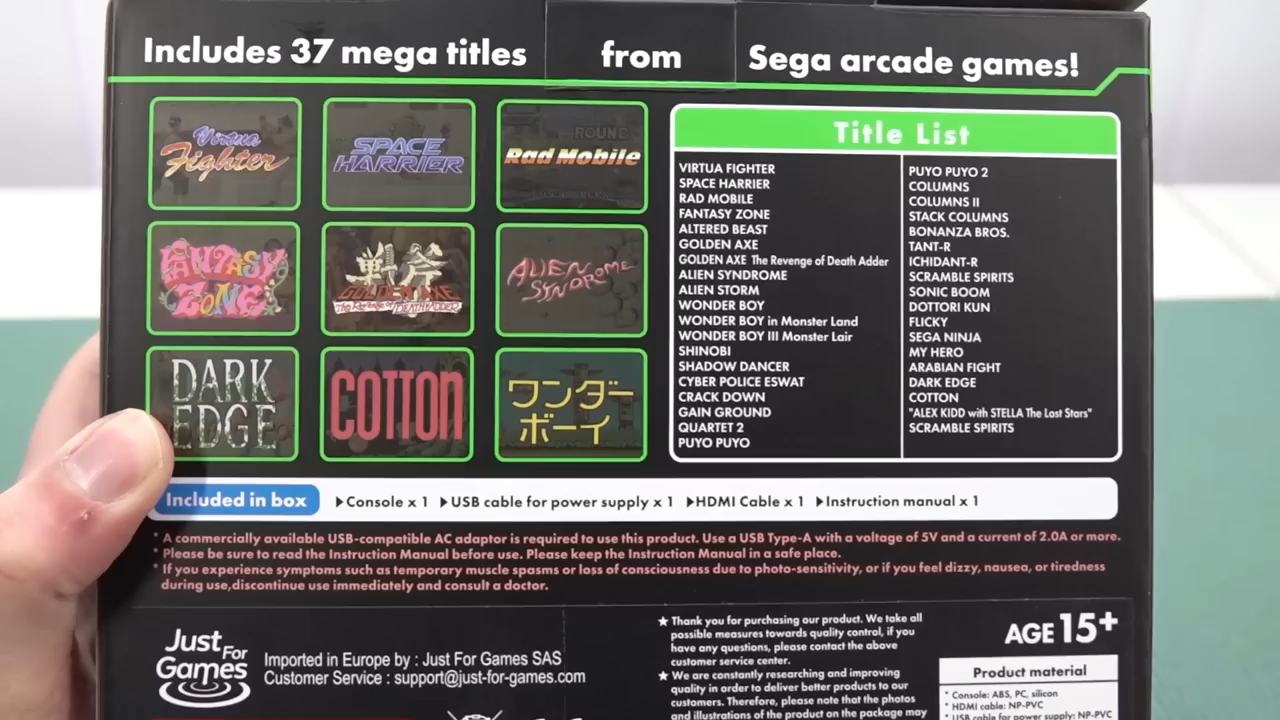 Includes 37 mega titles from Sega arcade games!
Virtua Fighter
SPACE HARRIER
ROUND
Rad Mobile
FANTASY ZONE
戦斧
GOLDEN AXE
The Revenge of DEATH ADDER
ALIEN SYNDROME
DARK EDGE
COTTON
ワンダー
ボーイ
Title List
VIRTUA FIGHTER
SPACE HARRIER
RAD MOBILE
FANTASY ZONE
ALTERED BEAST
GOLDEN AXE
GOLDEN AXE The Revenge of Death Adder
ALIEN SYNDROME
ALIEN STORM
WONDER BOY
WONDER BOY in Monster Land
WONDER BOY III Monster Lair
SHINOBI
SHADOW DANCER
CYBER POLICE ESWAT
CRACK DOWN
GAIN GROUND
QUARTET 2
PUYO PUYO
PUYO PUYO 2
COLUMNS
COLUMNS II
STACK COLUMNS
BONANZA BROS.
TANT-R
ICHIDANT-R
SCRAMBLE SPIRITS
SONIC BOOM
DOTTORI KUN
FLICKY
SEGA NINJA
MY HERO
ARABIAN FIGHT
DARK EDGE
COTTON
"ALEX KIDD with STELLA The Lost Stars"
SCRAMBLE SPIRITS
Included in box
▶Console x 1 ▶USB cable for power supply x 1 ▶HDMI Cable x 1 ▶Instruction manual x 1
* A commercially available USB-compatible AC adaptor is required to use this product. Use a USB Type-A with a voltage of 5V and a current of 2.0A or more.
* Please be sure to read the Instruction Manual before use. Please keep the Instruction Manual in a safe place.
* If you experience symptoms such as temporary muscle spasms or loss of consciousness due to photo-sensitivity, or if you feel dizzy, nausea, or tiredness
during use,discontinue use immediately and consult a doctor.
Just
For
Games
Imported in Europe by : Just For Games SAS
Customer Service : support@just-for-games.com
★ Thank you for purchasing our product. We take all
possible measures towards quality control, if you
have any questions, please contact the above
customer service center.
★ We are constantly researching and improving
quality in order to deliver better products to our
customers. Therefore, please note that the photos
and illustrations of the product on the package may
AGE 15+
Product material
* Console: ABS, PC, silicon
* HDMI cable: NP-PVC
* USB cable for power supply: NP-PVC